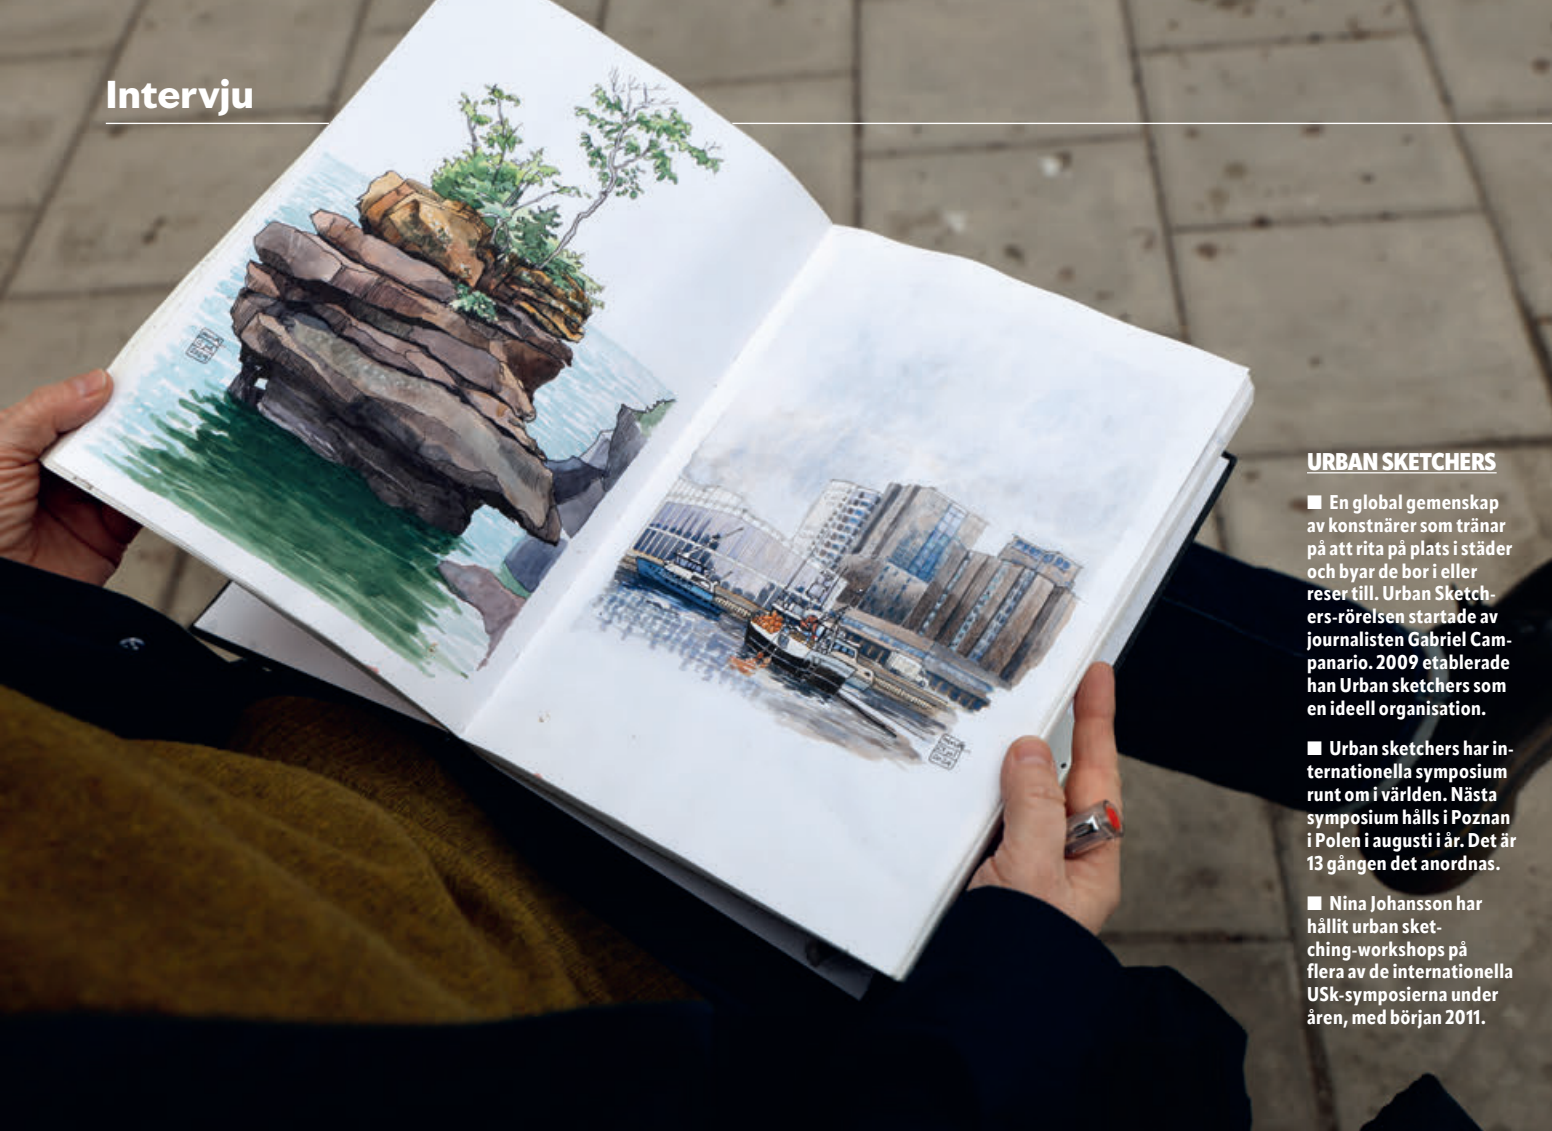 Intervju
URBAN SKETCHERS
■ En global gemenskap
av konstnärer som tränar
på att rita på plats i städer
och byar de bor i eller
reser till. Urban Sketch-
ers-rörelsen startade av
journalisten Gabriel Cam-
panario. 2009 etablerade
han Urban sketchers som
en ideell organisation.
■ Urban sketchers har in-
ternationella symposium
runt om i världen. Nästa
symposium hålls i Poznan
i Polen i augusti i år. Det är
13 gången det anordnas.
■ Nina Johansson har
hållit urban sket-
ching-workshops på
flera av de internationella
USk-symposierna under
åren, med början 2011.